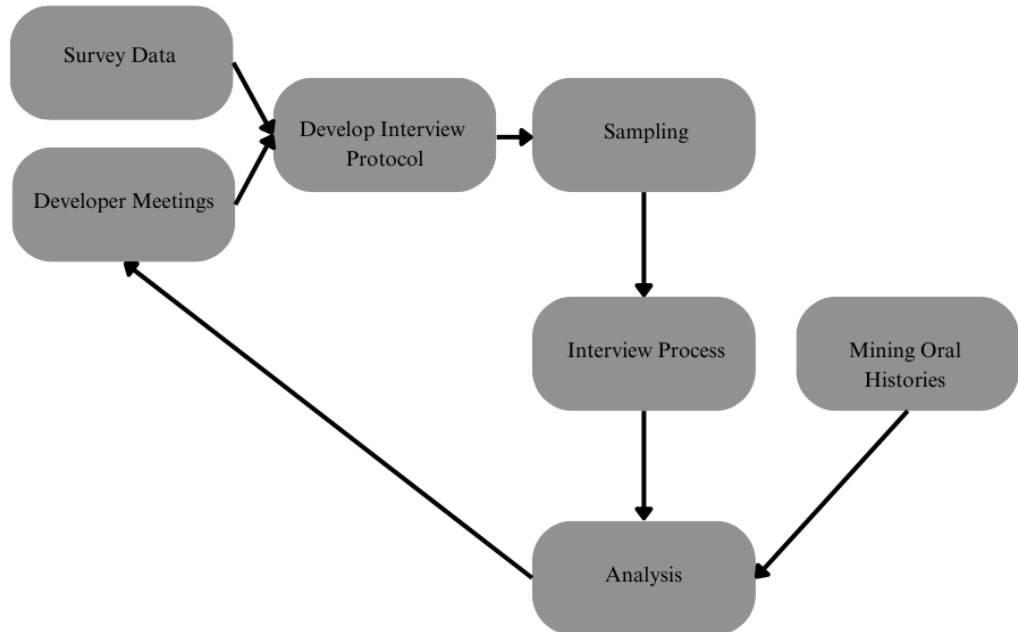 Survey Data
Developer Meetings
Develop Interview
Protocol
Sampling
Interview Process
Mining Oral
Histories
Analysis